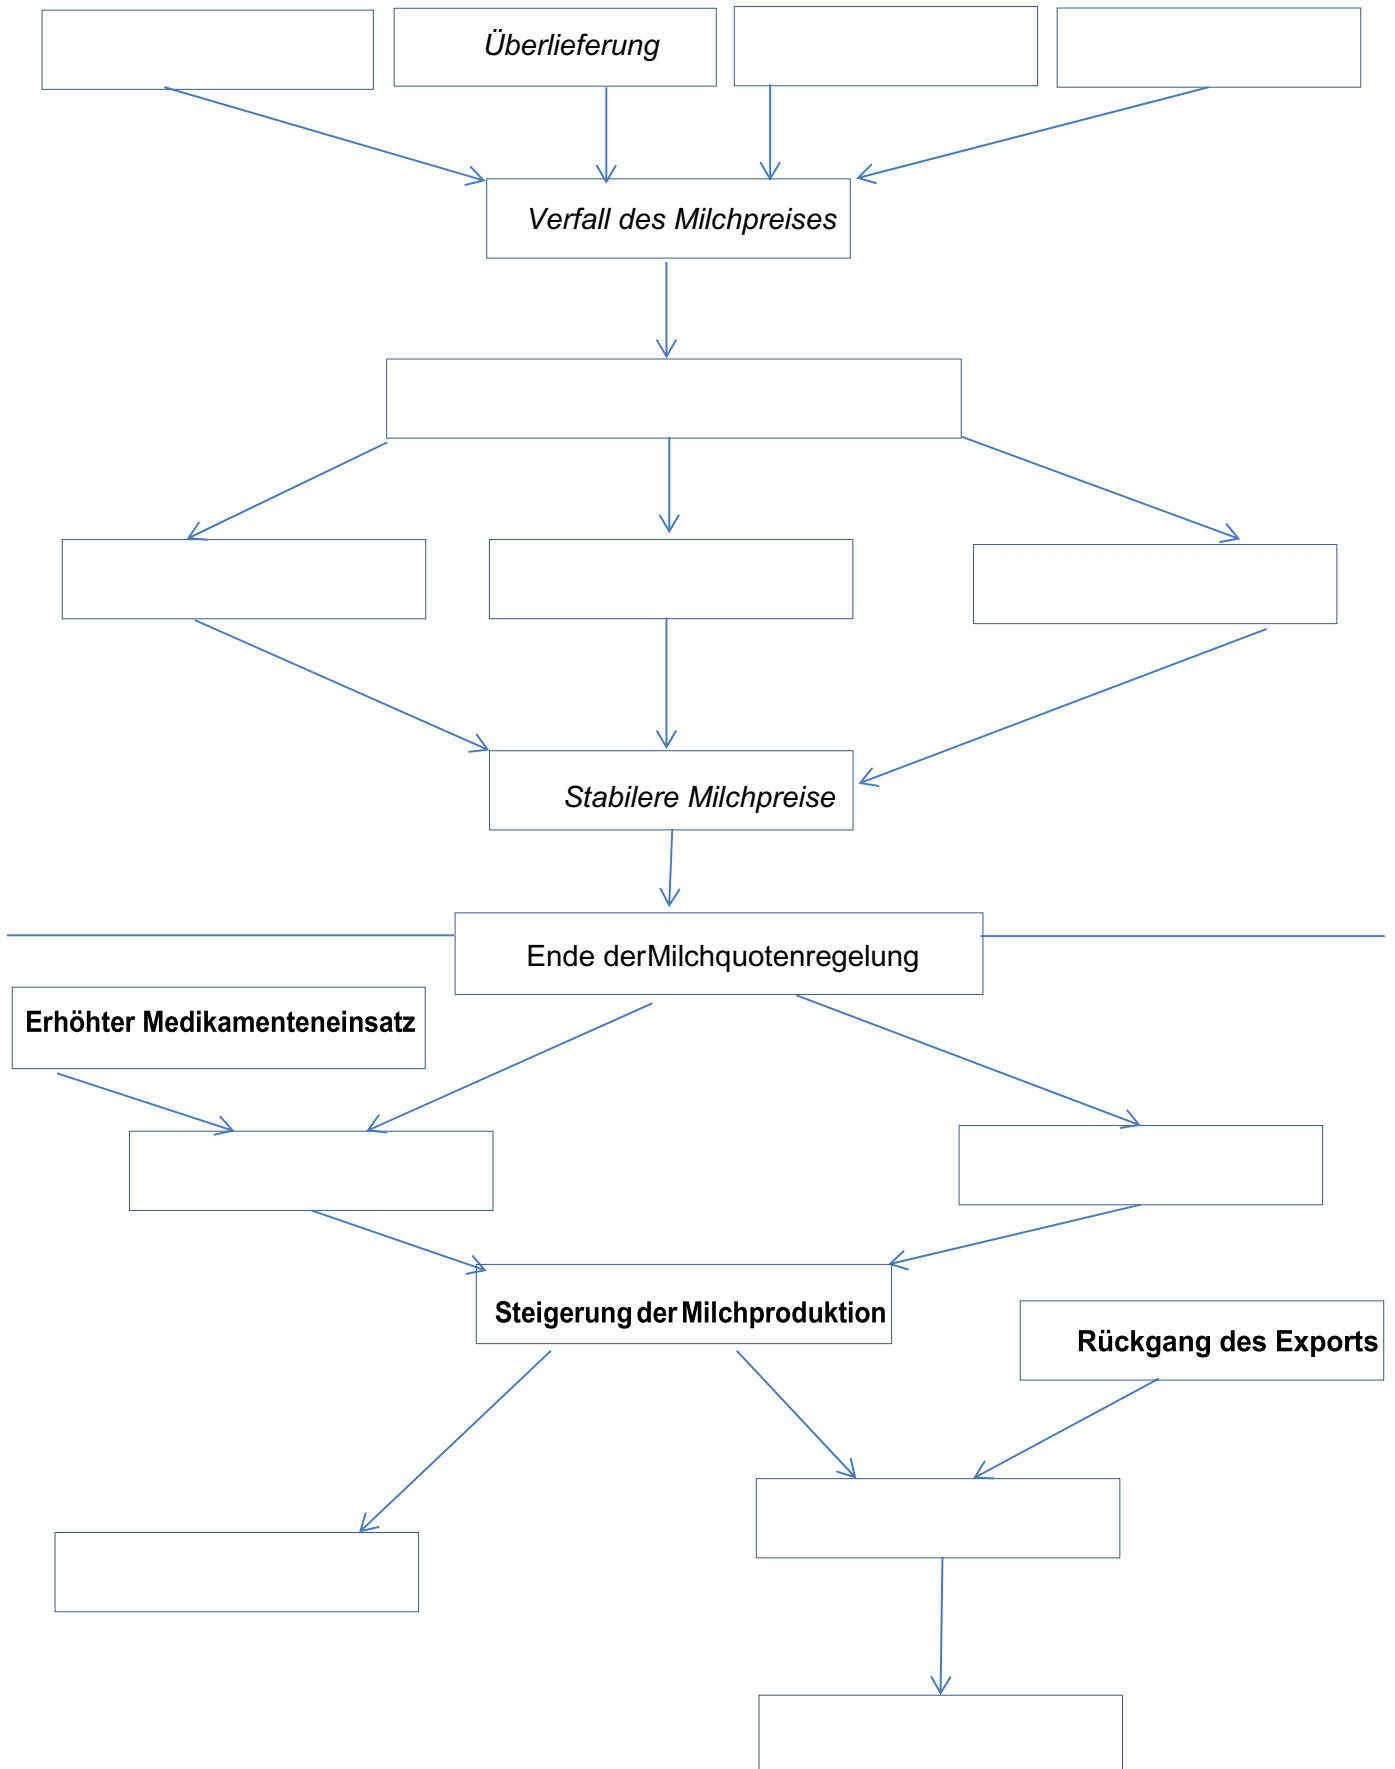 Überlieferung
Verfall des Milchpreises
Stabilere Milchpreise
Ende derMilchquotenregelung
Erhöhter Medikamenteneinsatz
Steigerung der Milchproduktion
Rückgang des Exports